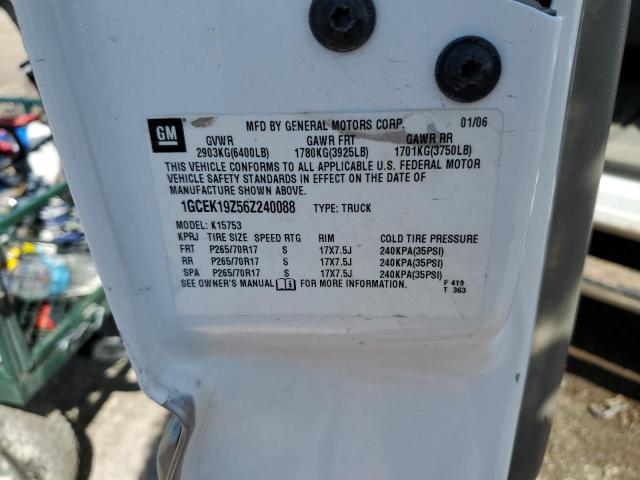 GM
MFD BY GENERAL MOTORS CORP. 01/06
GVWR GAWR FRT GAWR RR
2903KG(6400LB) 1780KG(3925LB) 1701KG(3750LB)
THIS VEHICLE CONFORMS TO ALL APPLICABLE U.S. FEDERAL MOTOR
VEHICLE SAFETY STANDARDS IN EFFECT ON THE DATE OF
MANUFACTURE SHOWN ABOVE.
1GCEK19Z56Z240088 TYPE: TRUCK
MODEL: K15753
KPRJ TIRE SIZE SPEED RTG RIM COLD TIRE PRESSURE
FRT P265/70R17 S 17X7.5J 240KPA(35PSI)
RR P265/70R17 S 17X7.5J 240KPA(35PSI)
SPA P265/70R17 S 17X7.5J 240KPA(35PSI)
SEE OWNER'S MANUAL FOR MORE INFORMATION. F 419
T 363